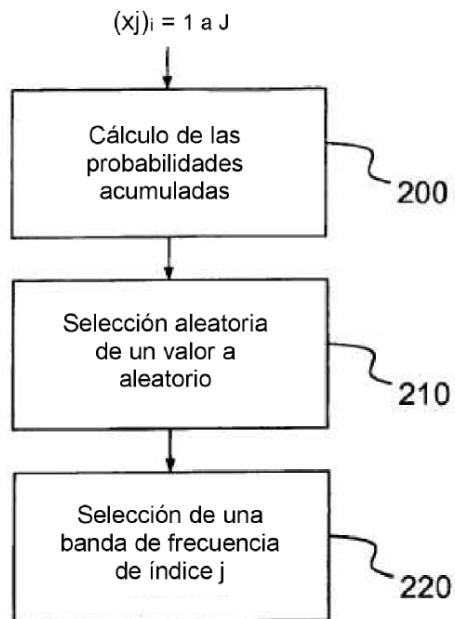 (xj)i = 1 a J
Cálculo de las
probabilidades
acumuladas
200
Selección aleatoria
de un valor a
aleatorio
210
Selección de una
banda de frecuencia
de índice j
220